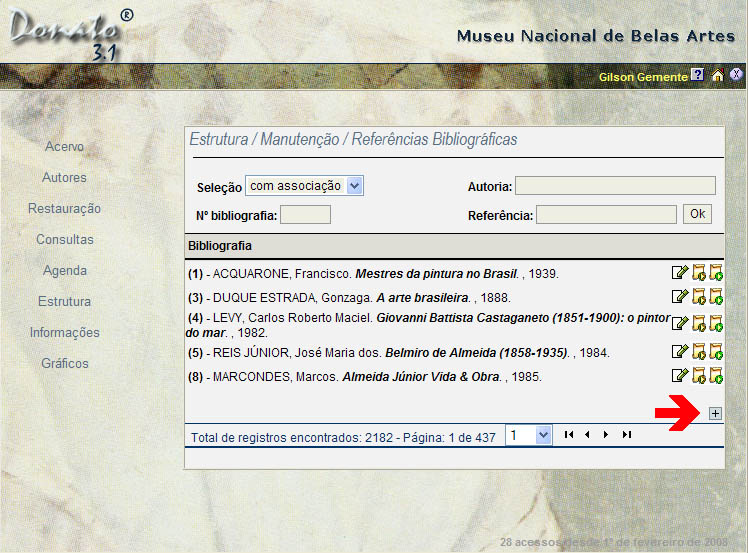 Donato ®
3.1
Museu Nacional de Belas Artes
Gilson Gemente ? X
Estrutura / Manutenção / Referências Bibliográficas
Acervo
Autores
Restauração
Consultas
Agenda
Estrutura
Informações
Gráficos
Seleção com associação Autoria:
Nº bibliografia: Referência: Ok
Bibliografia
(1) - ACQUARONE, Francisco. Mestres da pintura no Brasil. , 1939.
(3) - DUQUE ESTRADA, Gonzaga. A arte brasileira. , 1888.
(4) - LEVY, Carlos Roberto Maciel. Giovanni Battista Castaganeto (1851-1900): o pintor
do mar. , 1982.
(5) - REIS JÚNIOR, José Maria dos. Belmiro de Almeida (1858-1935). , 1984.
(8) - MARCONDES, Marcos. Almeida Júnior Vida & Obra. , 1985.
+
Total de registros encontrados: 2182 - Página: 1 de 437 1
28 acessos desde 1º de fevereiro de 2008